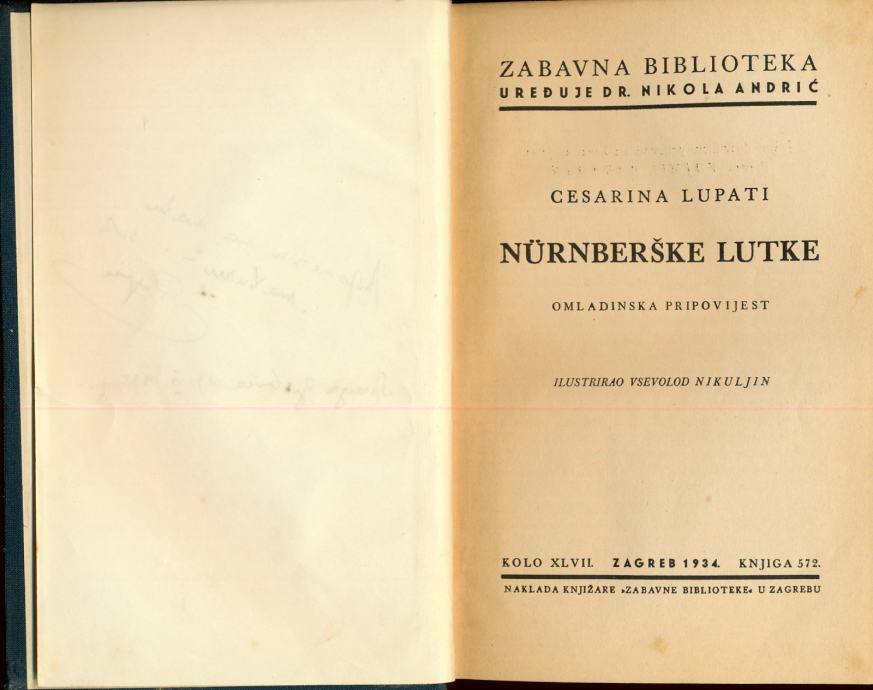 ZABAVNA BIBLIOTEKA
UREĐUJE DR. NIKOLA ANDRIĆ
CESARINA LUPATI
NÜRNBERŠKE LUTKE
OMLADINSKA PRIPOVIJEST
ILUSTRIRAO VSEVOLOD NIKULJIN
KOLO XLVII. ZAGREB 1934. KNJIGA 572.
NAKLADA KNJIŽARE »ZABAVNE BIBLIOTEKE« U ZAGREBU